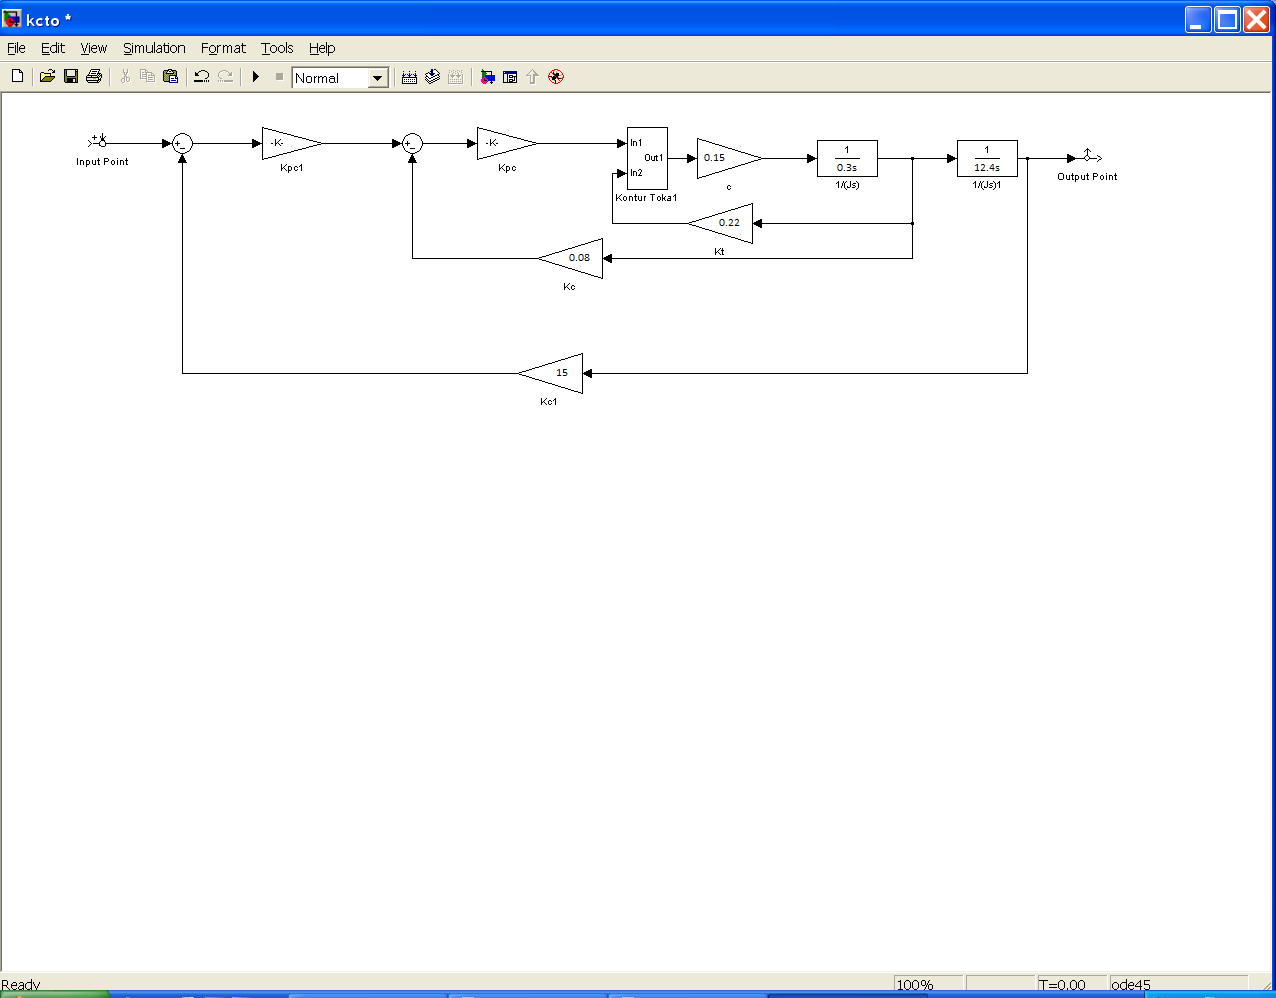 kcto *
File Edit View Simulation Format Tools Help
Normal
Input Point
+
-
-K-
Kpc1
+
-
-K-
Kpc
In1
Out1
In2
Kontur Toka1
0.15
c
1
0.3s
1/(Js)
1
12.4s
1/(Js)1
Output Point
0.22
Kt
0.08
Kc
15
Kc1
Ready 100% T=0.00 ode45